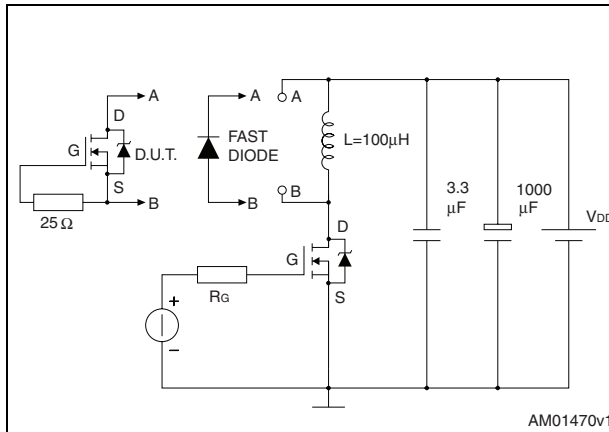 A
D
G
D.U.T.
S
B
25 Ω
A
FAST
DIODE
B
A
L=100µH
B
D
G
S
RG
+
-
3.3
µF
1000
µF
VDD
AM01470v1